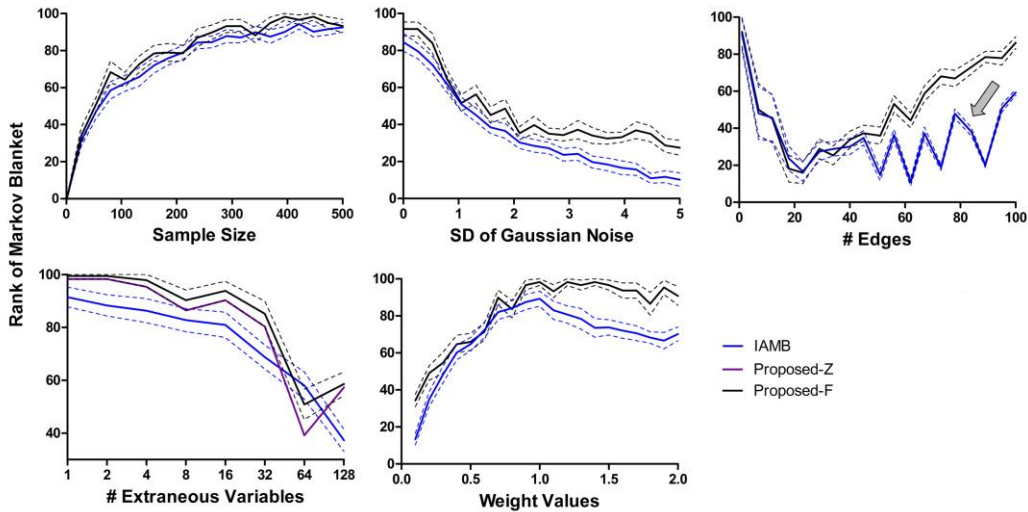 Rank of Markov Blanket
100
80
60
40
20
0
0 100 200 300 400 500
Sample Size
100
80
60
40
20
0
0 1 2 3 4 5
SD of Gaussian Noise
100
80
60
40
20
0
0 20 40 60 80 100
# Edges
100
80
60
40
1 2 4 8 16 32 64 128
# Extraneous Variables
100
80
60
40
20
0
0.0 0.5 1.0 1.5 2.0
Weight Values
IAMB
Proposed-Z
Proposed-F